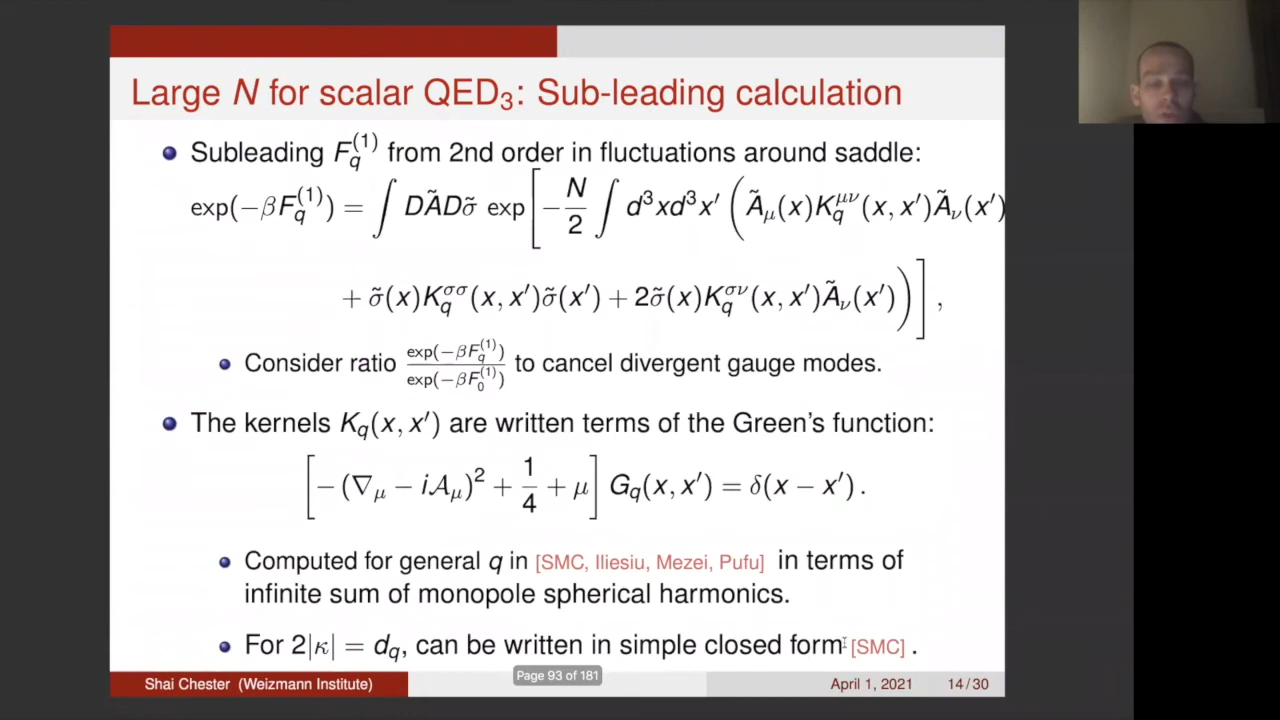 Large N for scalar QED₃: Sub-leading calculation
Subleading F_q^{(1)} from 2nd order in fluctuations around saddle:
exp(−βF_q^{(1)}) = ∫ DÃDσ̃ exp[−N/2 ∫ d³xd³x′ (Ã_μ(x)K_q^{μν}(x, x′)Ã_ν(x′)
+ σ̃(x)K_q^{σσ}(x, x′)σ̃(x′) + 2σ̃(x)K_q^{σν}(x, x′)Ã_ν(x′))],
Consider ratio exp(−βF_q^{(1)})/exp(−βF_0^{(1)}) to cancel divergent gauge modes.
The kernels K_q(x, x′) are written terms of the Green's function:
[−(∇_μ − i𝒜_μ)² + 1/4 + μ] G_q(x, x′) = δ(x − x′) .
Computed for general q in [SMC, Iliesiu, Mezei, Pufu] in terms of
infinite sum of monopole spherical harmonics.
For 2|κ| = d_q, can be written in simple closed form [SMC] .
Page 93 of 181
Shai Chester (Weizmann Institute) April 1, 2021 14/30